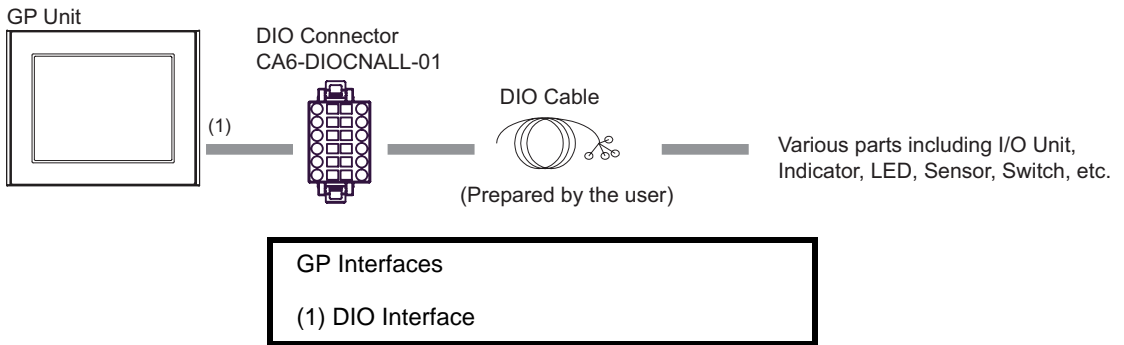 GP Unit
DIO Connector
CA6-DIOCNALL-01
(1)
DIO Cable
(Prepared by the user)
Various parts including I/O Unit,
Indicator, LED, Sensor, Switch, etc.
GP Interfaces
(1) DIO Interface